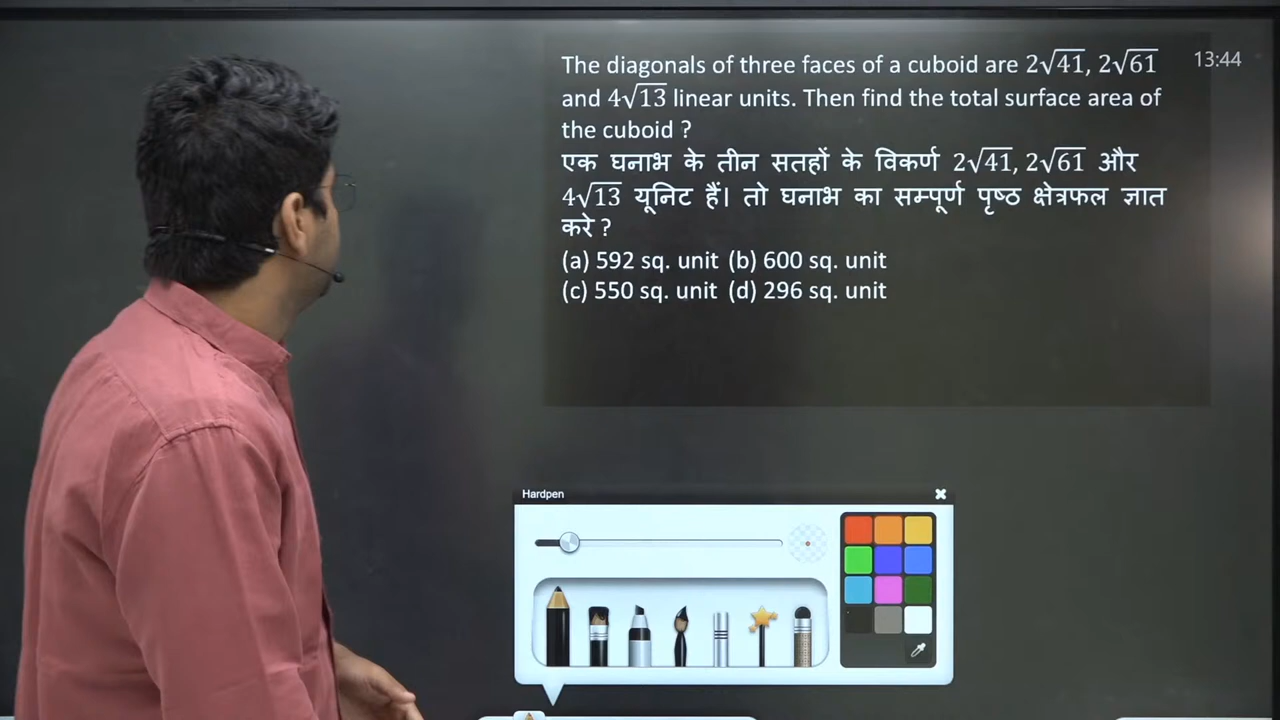 The diagonals of three faces of a cuboid are 2√41, 2√61
and 4√13 linear units. Then find the total surface area of
the cuboid ?
एक घनाभ के तीन सतहों के विकर्ण 2√41, 2√61 और
4√13 यूनिट हैं। तो घनाभ का सम्पूर्ण पृष्ठ क्षेत्रफल ज्ञात
करे ?
(a) 592 sq. unit (b) 600 sq. unit
(c) 550 sq. unit (d) 296 sq. unit
13:44
Hardpen